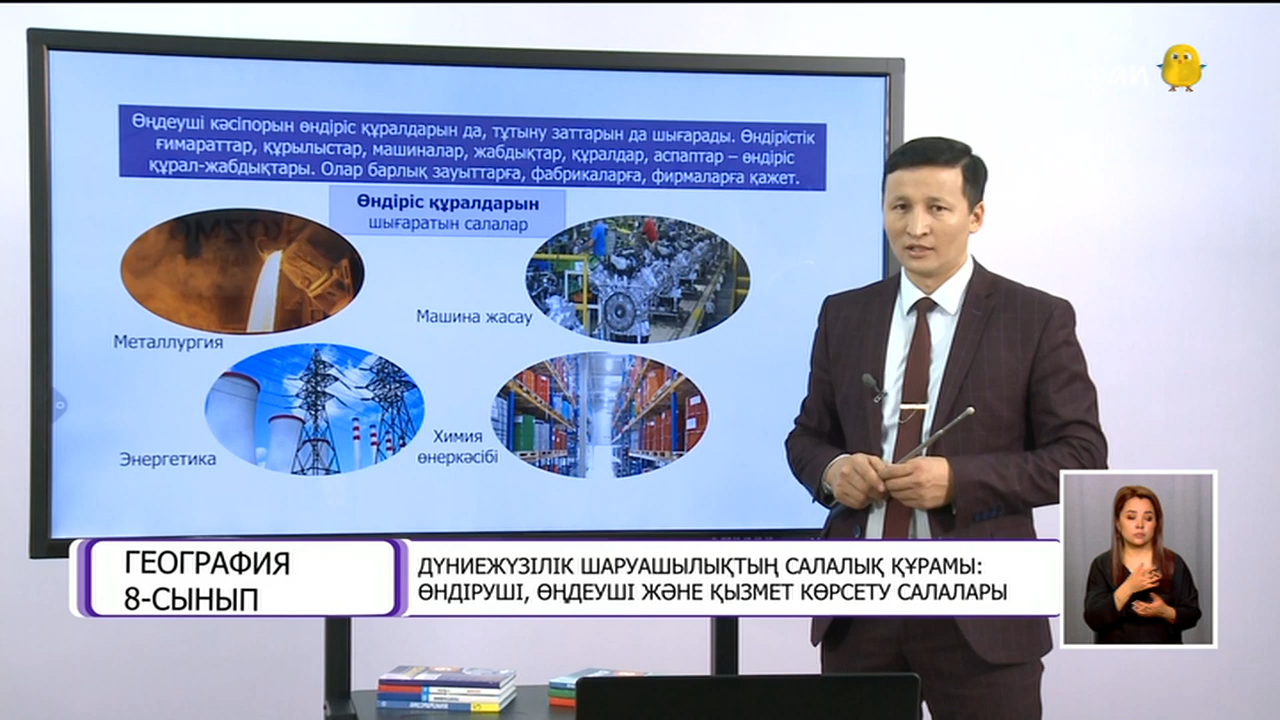 van
Өңдеуші кәсіпорын өндіріс құралдарын да, тұтыну заттарын да шығарады. Өндірістік
ғимараттар, құрылыстар, машиналар, жабдықтар, құралдар, аспаптар – өндіріс
құрал-жабдықтары. Олар барлық зауыттарға, фабрикаларға, фирмаларға қажет.
Өндіріс құралдарын
шығаратын салалар
Металлургия
Машина жасау
Энергетика
Химия
өнеркәсібі
ГЕОГРАФИЯ
8-СЫНЫП
ДҮНИЕЖҮЗІЛІК ШАРУАШЫЛЫҚТЫҢ САЛАЛЫҚ ҚҰРАМЫ:
ӨНДІРУШІ, ӨҢДЕУШІ ЖӘНЕ ҚЫЗМЕТ КӨРСЕТУ САЛАЛАРЫ